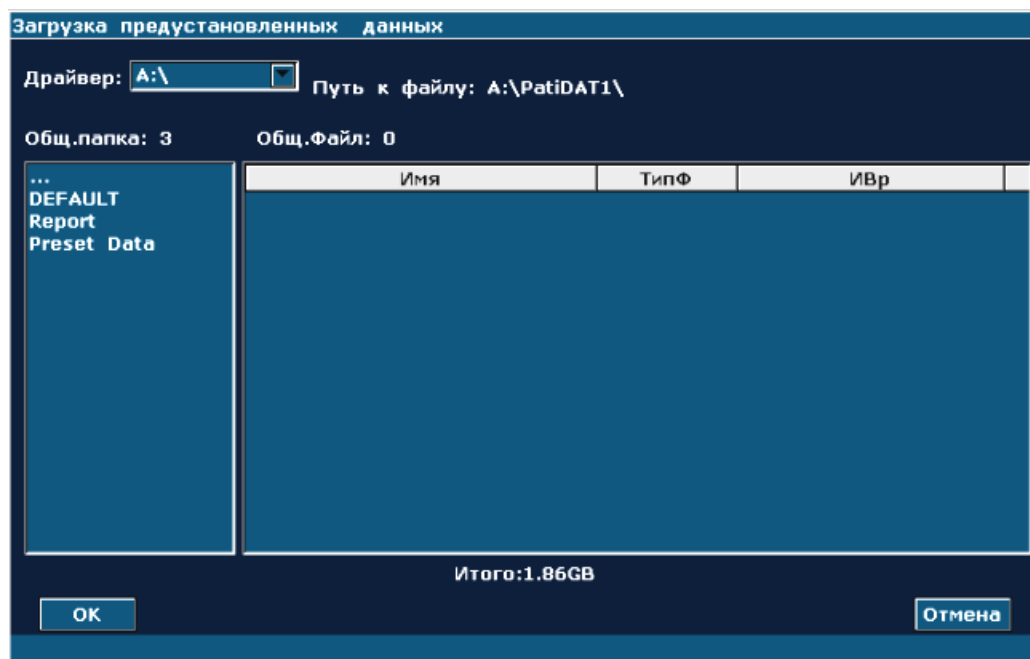 Загрузка предустановленных данных
Драйвер: A:\
Путь к файлу: A:\PatiDAT1\
Общ.папка: 3
Общ.Файл: 0
...
DEFAULT
Report
Preset Data
Имя ТипФ ИВр
Итого:1.86GB
OK
Отмена